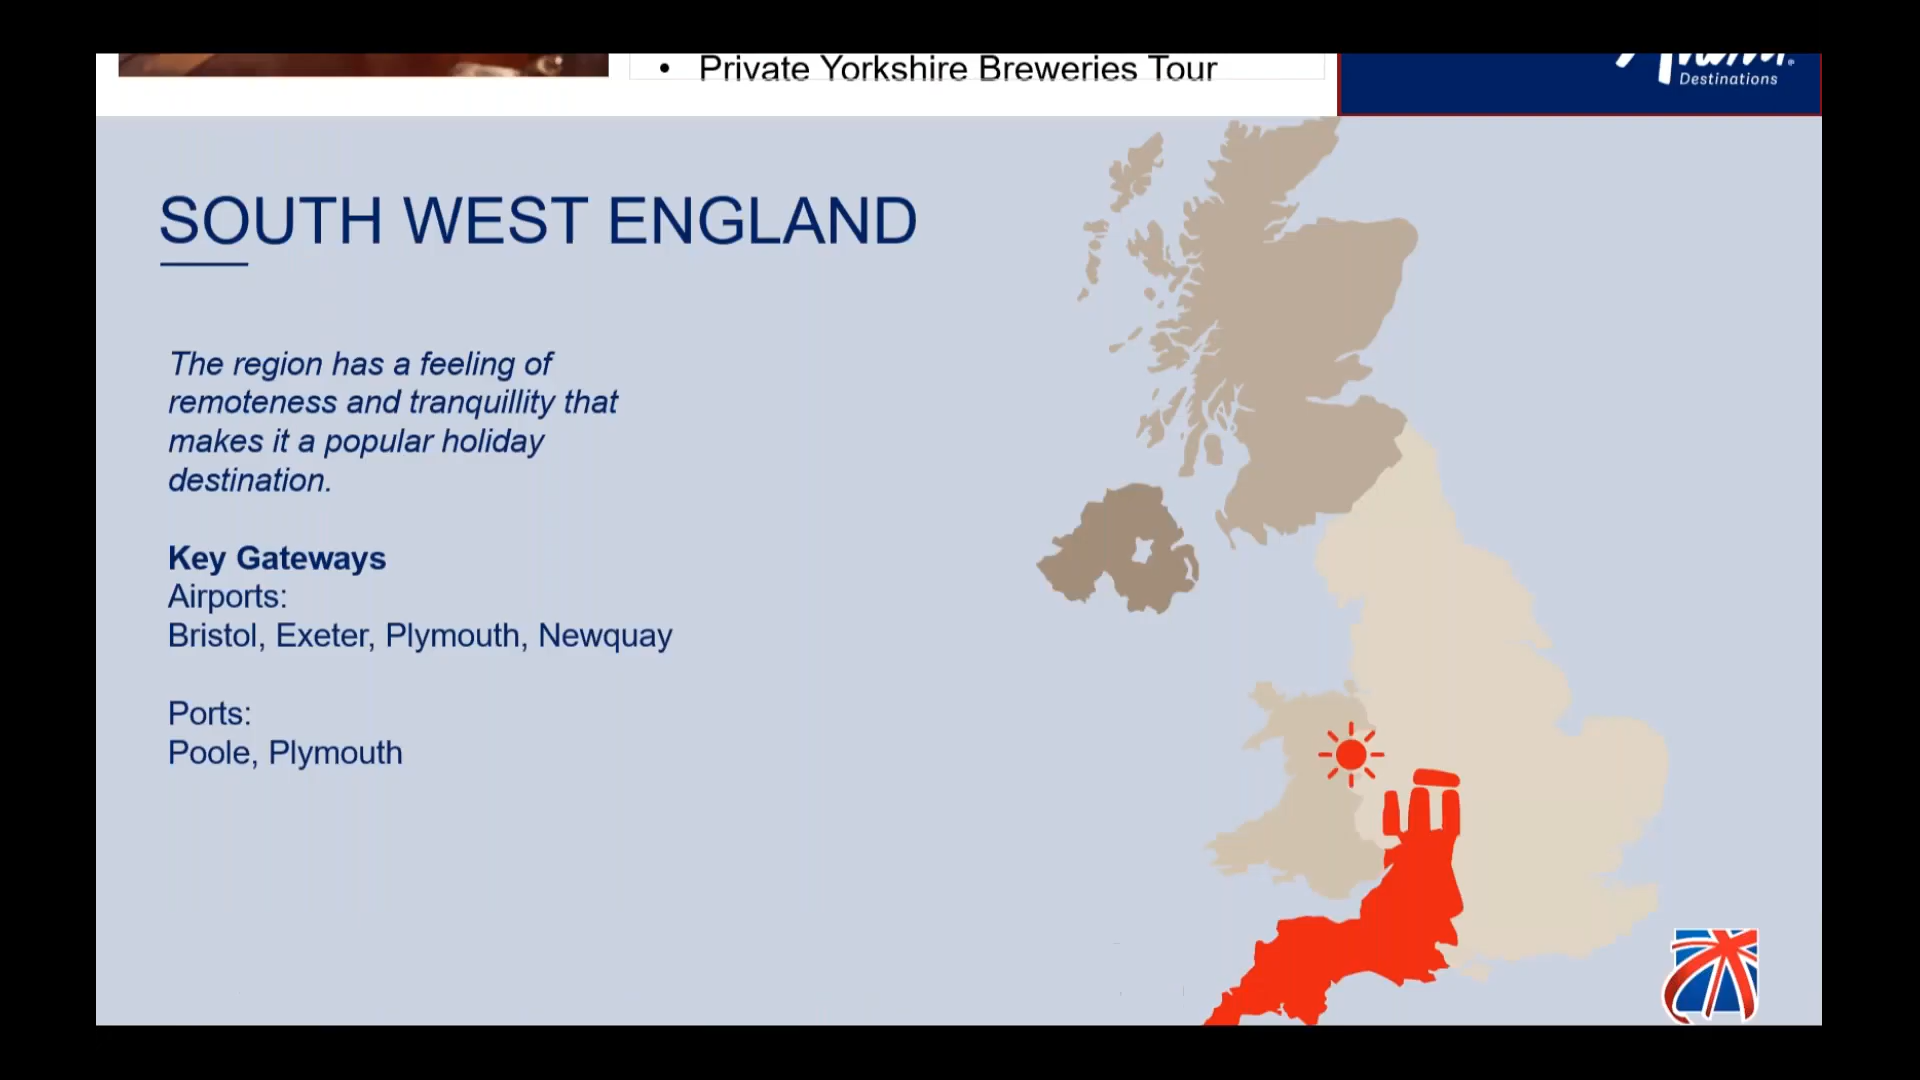 • Private Yorkshire Breweries Tour
Destinations
SOUTH WEST ENGLAND
The region has a feeling of
remoteness and tranquillity that
makes it a popular holiday
destination.
Key Gateways
Airports:
Bristol, Exeter, Plymouth, Newquay
Ports:
Poole, Plymouth